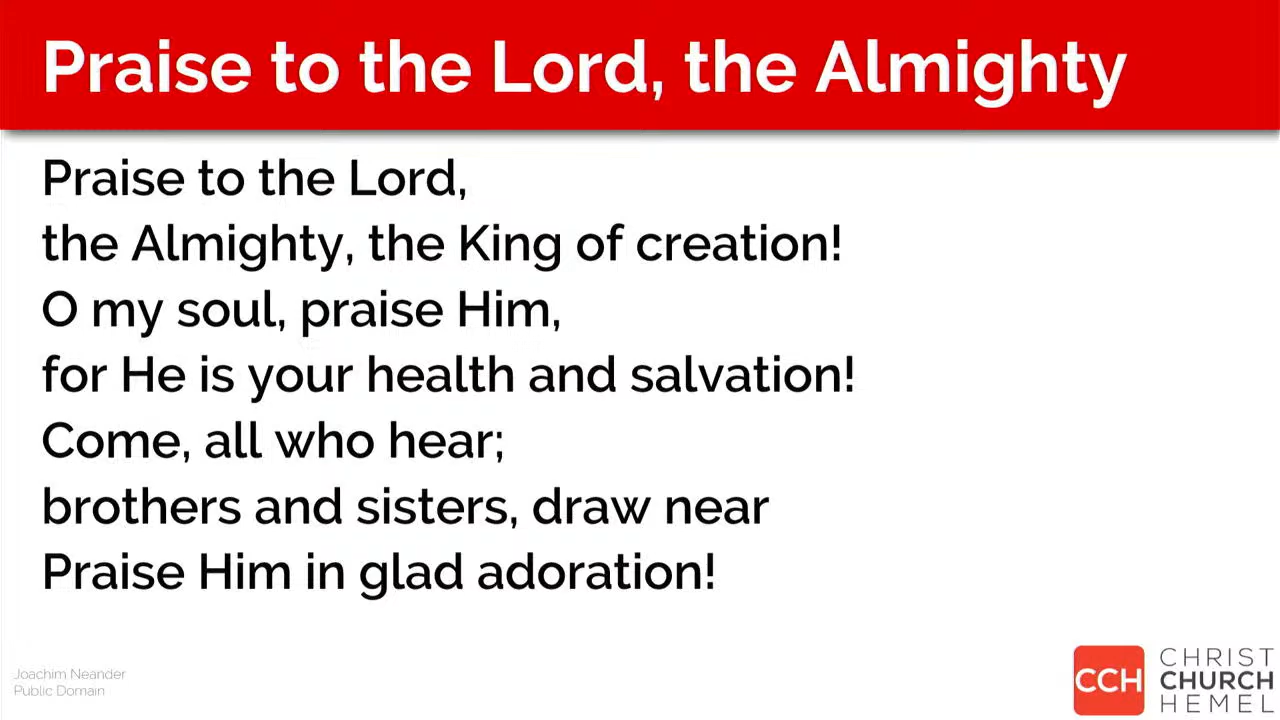 Praise to the Lord, the Almighty
Praise to the Lord,
the Almighty, the King of creation!
O my soul, praise Him,
for He is your health and salvation!
Come, all who hear;
brothers and sisters, draw near
Praise Him in glad adoration!
Joachim Neander
Public Domain
CCH
CHRIST
CHURCH
HEMEL